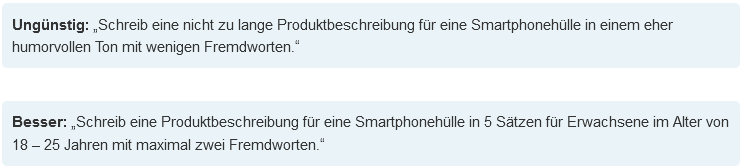 Ungünstig: „Schreib eine nicht zu lange Produktbeschreibung für eine Smartphonehülle in einem eher
humorvollen Ton mit wenigen Fremdworten.“
Besser: „Schreib eine Produktbeschreibung für eine Smartphonehülle in 5 Sätzen für Erwachsene im Alter von
18 – 25 Jahren mit maximal zwei Fremdworten.“